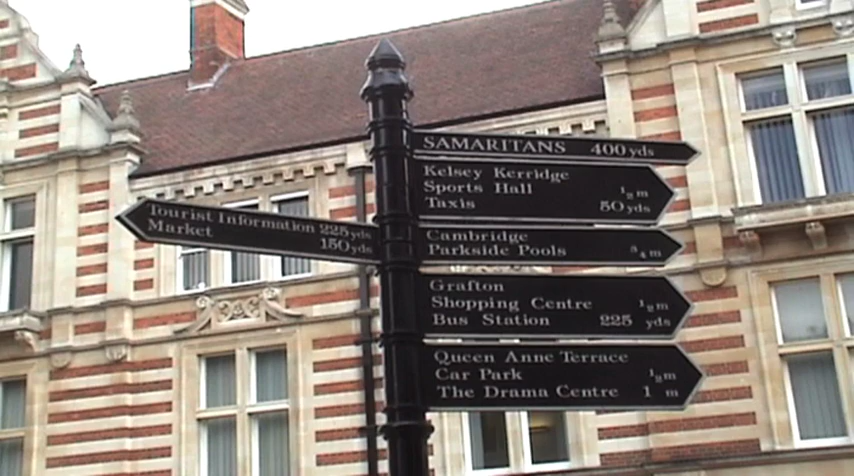 SAMARITANS 400 yds
Kelsey Kerridge
Sports Hall ½ m
Taxis 50 yds
Tourist Information 225 yds
Market 150 yds
Cambridge
Parkside Pools ¾ m
Grafton
Shopping Centre ½ m
Bus Station 225 yds
Queen Anne Terrace
Car Park ½ m
The Drama Centre 1 m